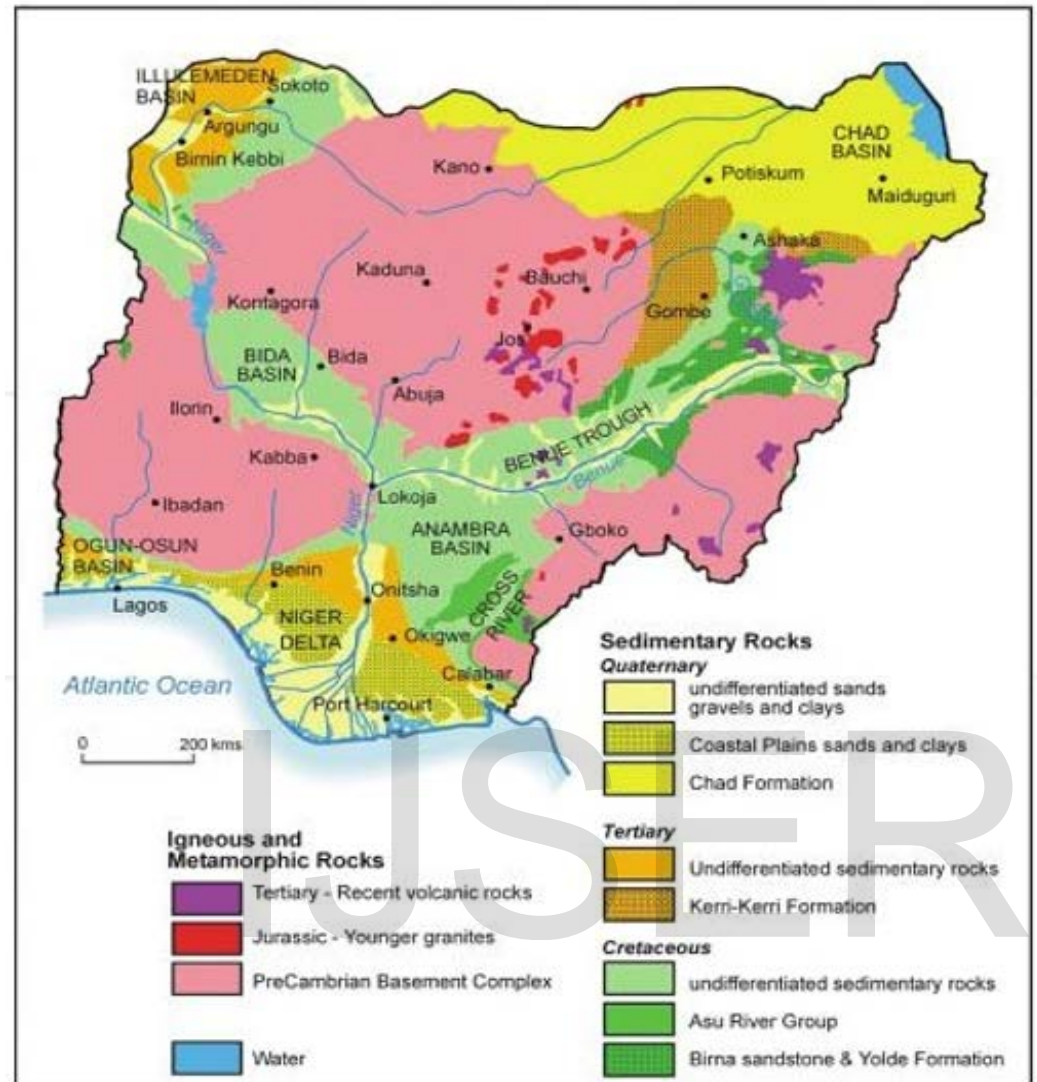 ILLULEMEDEN
BASIN
Sokoto
Argungu
Birnin Kebbi
Niger
Kano
CHAD
BASIN
Potiskum
Maiduguri
Ashaka
Kaduna
Bauchi
Kontagora
Gombe
Jos
BIDA
BASIN
Bida
Abuja
Ilorin
BENUE TROUGH
Kabba
Benue
Lokoja
Niger
Ibadan
ANAMBRA
BASIN
Gboko
OGUN-OSUN
BASIN
Benin
Onitsha
CROSS
RIVER
Lagos
NIGER
DELTA
Okigwe
Calabar
Atlantic Ocean
Port Harcourt
0 200 kms
IJSER
Igneous and
Metamorphic Rocks
Tertiary - Recent volcanic rocks
Jurassic - Younger granites
PreCambrian Basement Complex
Water
Sedimentary Rocks
Quaternary
undifferentiated sands
gravels and clays
Coastal Plains sands and clays
Chad Formation
Tertiary
Undifferentiated sedimentary rocks
Kerri-Kerri Formation
Cretaceous
undifferentiated sedimentary rocks
Asu River Group
Birna sandstone & Yolde Formation